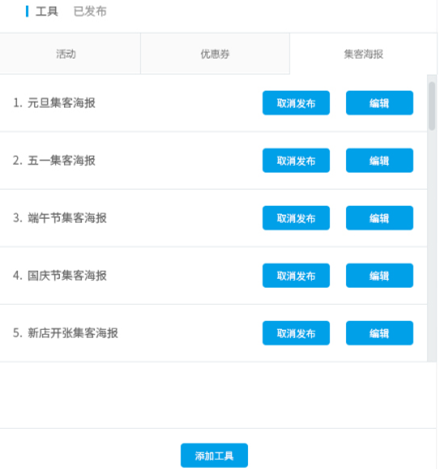 工具 已发布
活动 优惠券 集客海报
1. 元旦集客海报 取消发布 编辑
2. 五一集客海报 取消发布 编辑
3. 端午节集客海报 取消发布 编辑
4. 国庆节集客海报 取消发布 编辑
5. 新店开张集客海报 取消发布 编辑
添加工具